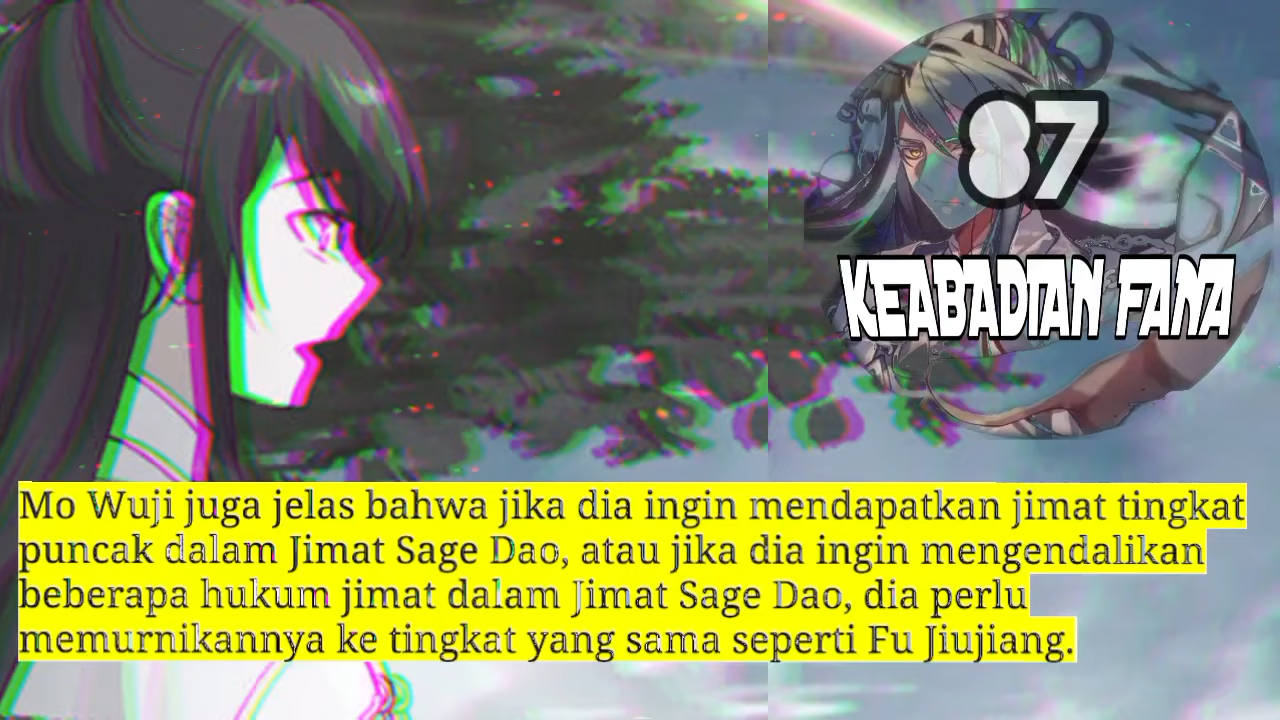 87
KEABADIAN FANA
Mo Wuji juga jelas bahwa jika dia ingin mendapatkan jimat tingkat
puncak dalam Jimat Sage Dao, atau jika dia ingin mengendalikan
beberapa hukum jimat dalam Jimat Sage Dao, dia perlu
memurnikannya ke tingkat yang sama seperti Fu Jiujiang.